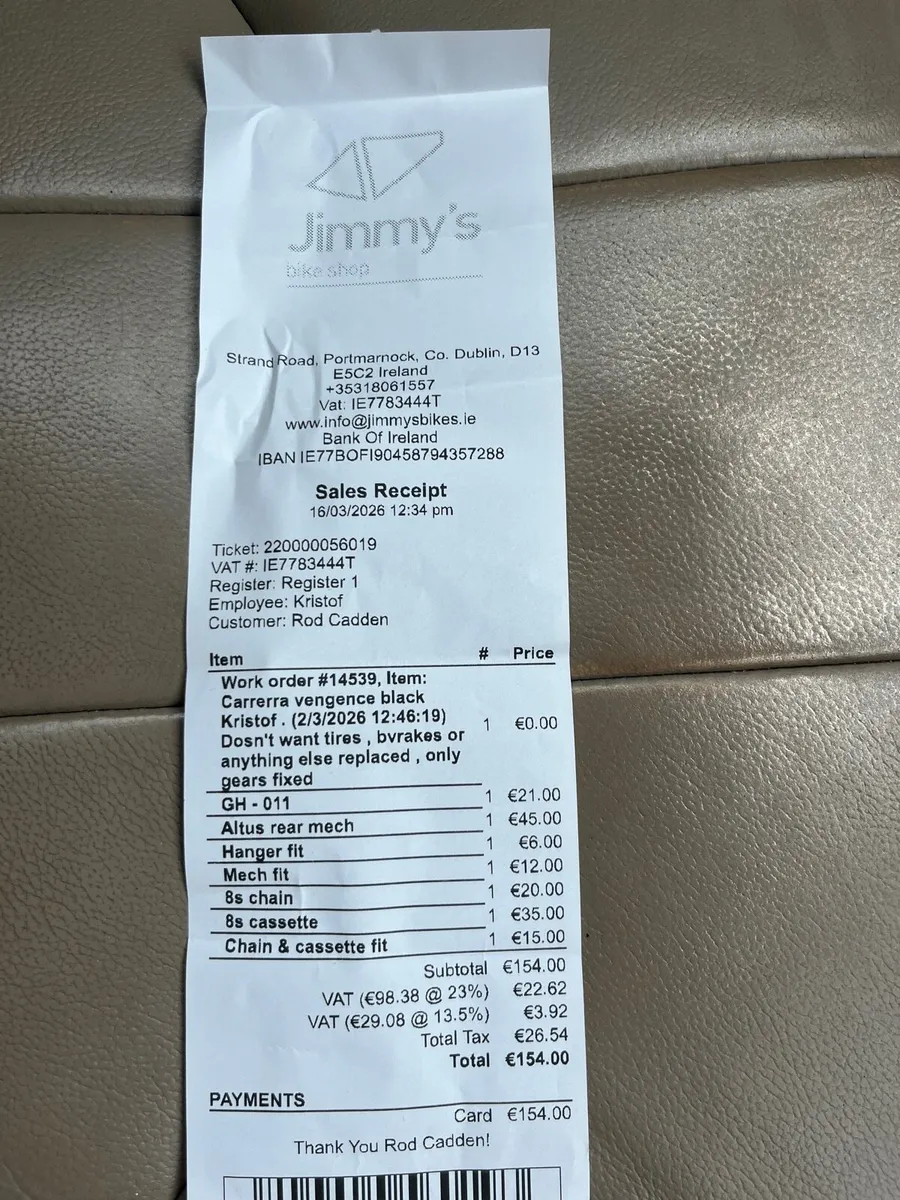 Jimmy's
bike shop
Strand Road, Portmarnock, Co. Dublin, D13
E5C2 Ireland
+35318061557
Vat: IE7783444T
www.info@jimmysbikes.ie
Bank Of Ireland
IBAN IE77BOFI90458794357288
Sales Receipt
16/03/2026 12:34 pm
Ticket: 220000056019
VAT #: IE7783444T
Register: Register 1
Employee: Kristof
Customer: Rod Cadden
Item # Price
Work order #14539, Item:
Carrerra vengence black
Kristof . (2/3/2026 12:46:19) 1 €0.00
Dosn't want tires , bvrakes or
anything else replaced , only
gears fixed
GH - 011 1 €21.00
Altus rear mech 1 €45.00
Hanger fit 1 €6.00
Mech fit 1 €12.00
8s chain 1 €20.00
8s cassette 1 €35.00
Chain & cassette fit 1 €15.00
Subtotal €154.00
VAT (€98.38 @ 23%) €22.62
VAT (€29.08 @ 13.5%) €3.92
Total Tax €26.54
Total €154.00
PAYMENTS
Card €154.00
Thank You Rod Cadden!